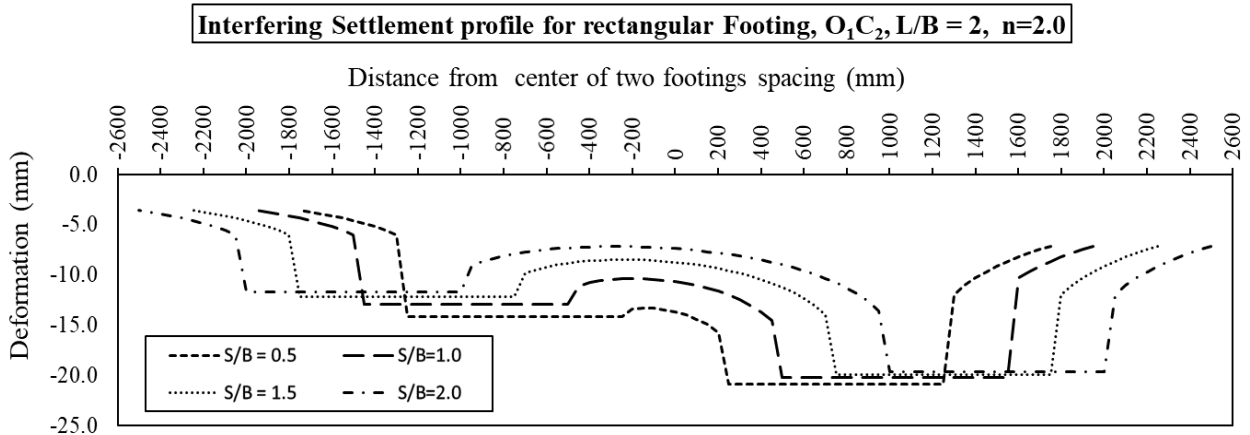 Interfering Settlement profile for rectangular Footing, O₁C₂, L/B = 2, n=2.0
Distance from center of two footings spacing (mm)
-2600 -2400 -2200 -2000 -1800 -1600 -1400 -1200 -1000 -800 -600 -400 -200 0 200 400 600 800 1000 1200 1400 1600 1800 2000 2200 2400 2600
Deformation (mm)
0.0
-5.0
-10.0
-15.0
-20.0
-25.0
S/B = 0.5 S/B=1.0
S/B = 1.5 S/B=2.0